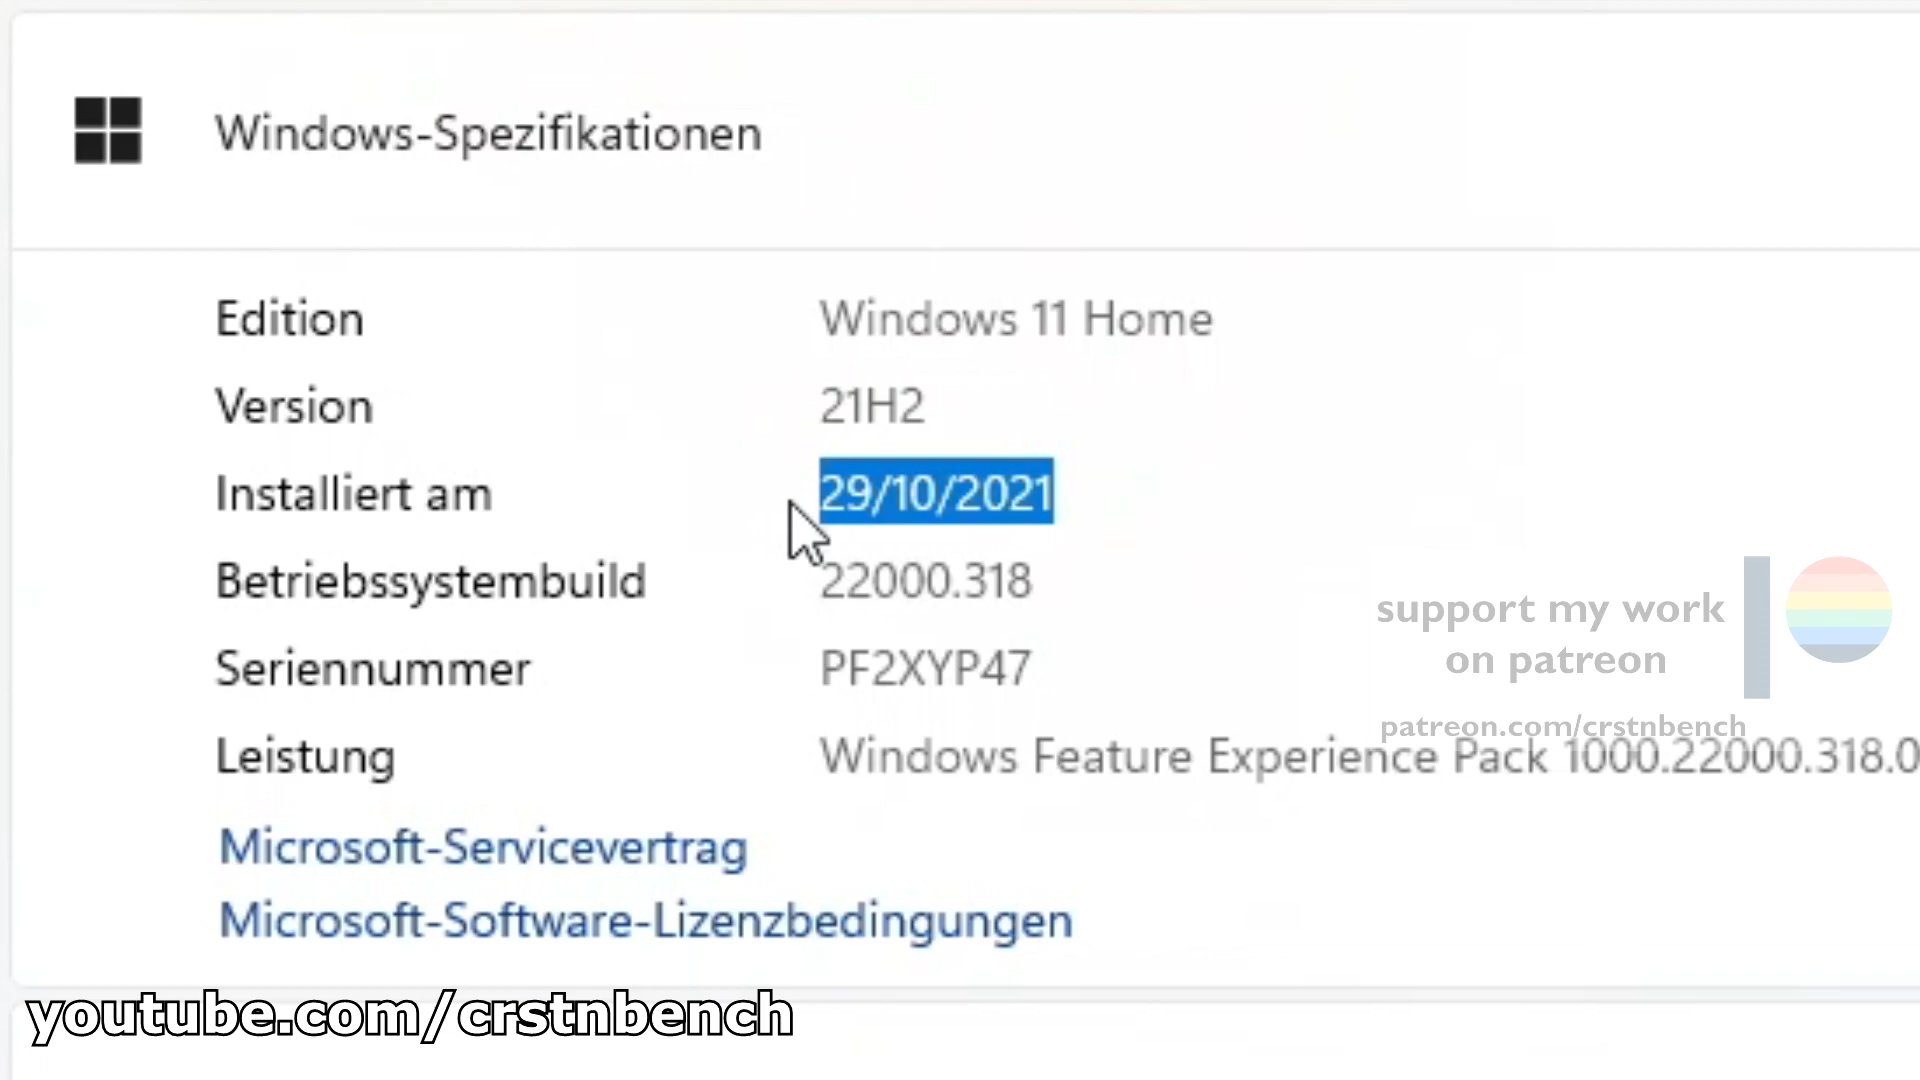 Windows-Spezifikationen
Edition Windows 11 Home
Version 21H2
Installiert am 29/10/2021
Betriebssystembuild 22000.318
Seriennummer PF2XYP47
Leistung Windows Feature Experience Pack 1000.22000.318.0
Microsoft-Servicevertrag
Microsoft-Software-Lizenzbedingungen
support my work
on patreon
patreon.com/crstnbench
youtube.com/crstnbench